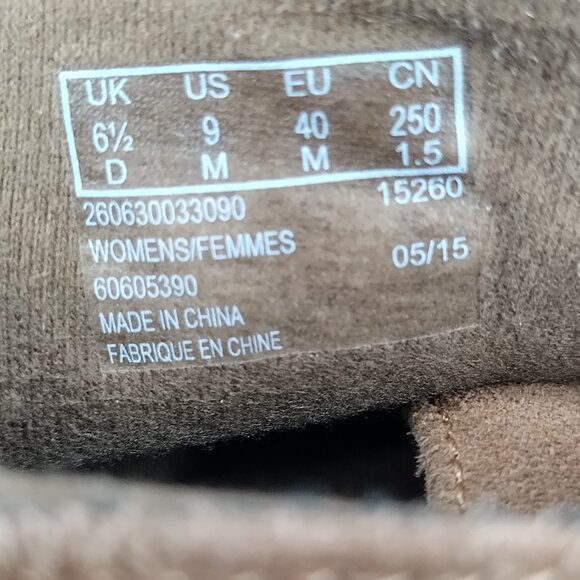 UK US EU CN
6½ 9 40 250
D M M 1.5
260630033090 15260
WOMENS/FEMMES 05/15
60605390
MADE IN CHINA
FABRIQUE EN CHINE